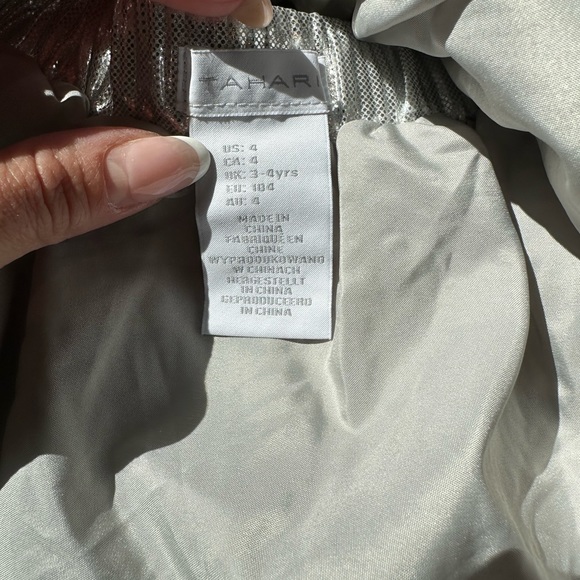 TAHARI
US: 4
CA: 4
UK: 3-4yrs
EU: 104
AU: 4
MADE IN
CHINA
FABRIQUE EN
CHINE
WYPRODUKOWANO
W CHINACH
HERGESTELLT
IN CHINA
GEPRODUCEERD
IN CHINA